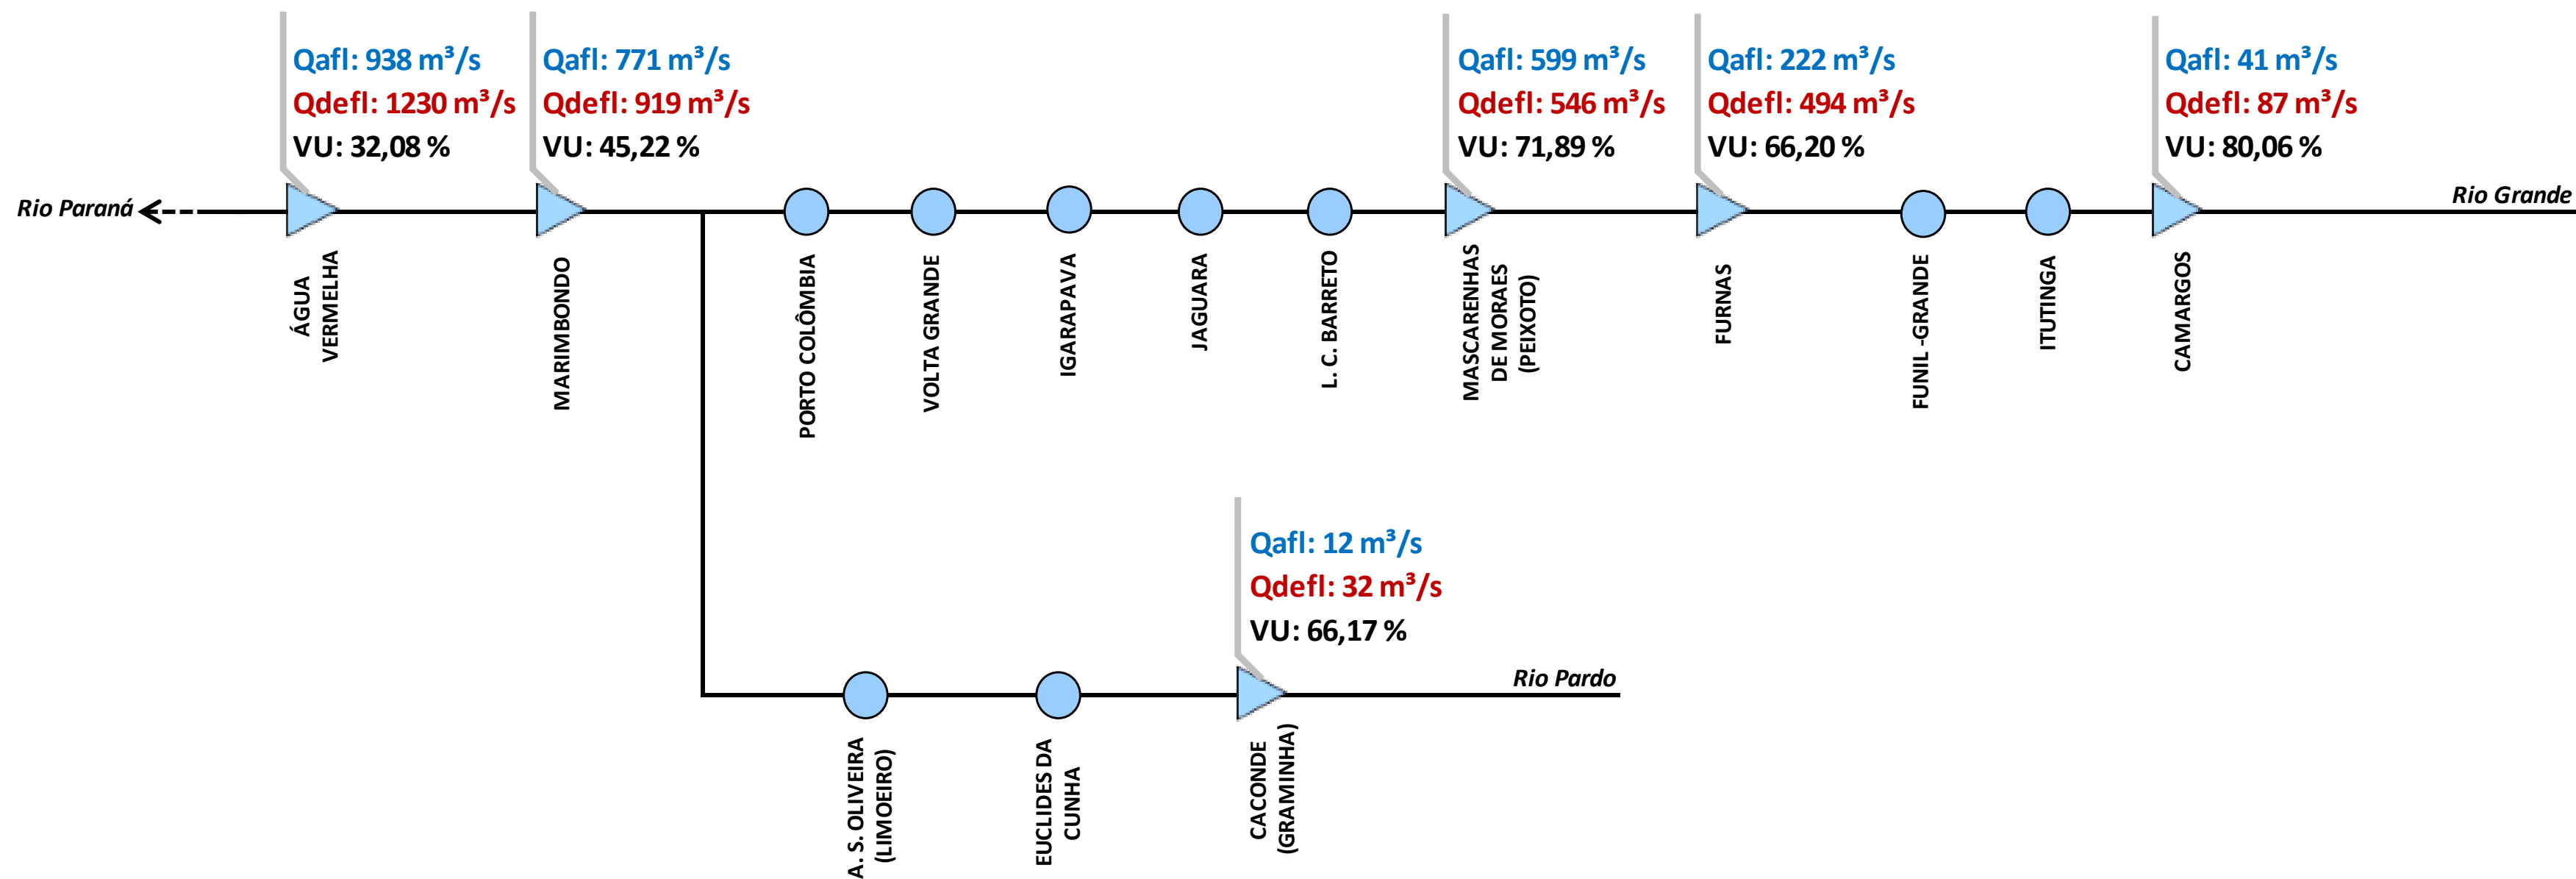 Qafl: 938 m³/s
Qdefl: 1230 m³/s
VU: 32,08 %
Qafl: 771 m³/s
Qdefl: 919 m³/s
VU: 45,22 %
Qafl: 599 m³/s
Qdefl: 546 m³/s
VU: 71,89 %
Qafl: 222 m³/s
Qdefl: 494 m³/s
VU: 66,20 %
Qafl: 41 m³/s
Qdefl: 87 m³/s
VU: 80,06 %
Rio Paraná
Rio Grande
ÁGUA
VERMELHA
MARIMBONDO
PORTO COLÔMBIA
VOLTA GRANDE
IGARAPAVA
JAGUARA
L. C. BARRETO
MASCARENHAS
DE MORAES
(PEIXOTO)
FURNAS
FUNIL -GRANDE
ITUTINGA
CAMARGOS
Qafl: 12 m³/s
Qdefl: 32 m³/s
VU: 66,17 %
Rio Pardo
A. S. OLIVEIRA
(LIMOEIRO)
EUCLIDES DA
CUNHA
CACONDE
(GRAMINHA)